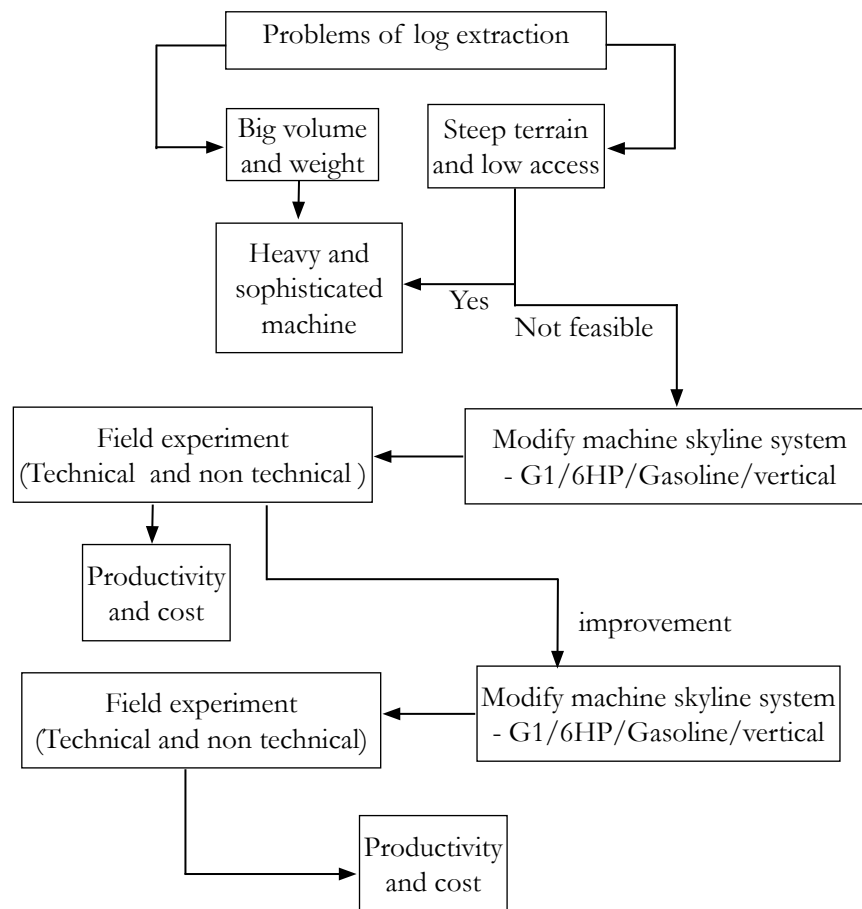 Problems of log extraction
Big volume
and weight
Steep terrain
and low access
Heavy and
sophisticated
machine
Yes
Not feasible
Field experiment
(Technical and non technical )
Modify machine skyline system
- G1/6HP/Gasoline/vertical
Productivity
and cost
improvement
Field experiment
(Technical and non technical)
Modify machine skyline system
- G1/6HP/Gasoline/vertical
Productivity
and cost